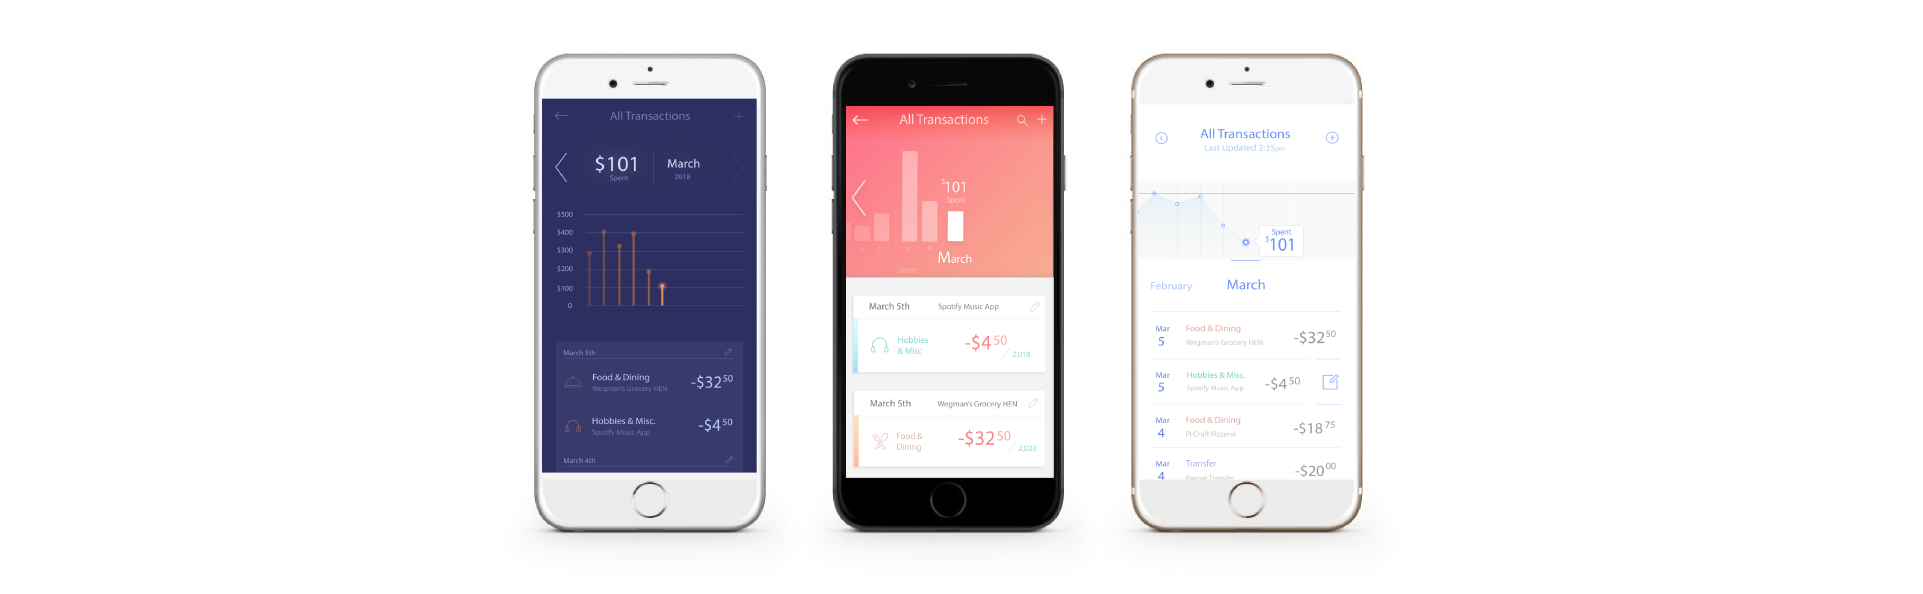 All Transactions
$101
Spent
March
2018
$500
$400
$300
$200
$100
0
March 5th
Food & Dining
Wegman's Grocery HEN
-$32 50
Hobbies & Misc.
Spotify Music App
-$4 50
March 4th
All Transactions
$101
Spent
J
F
2018
March
March 5th
Spotify Music App
Hobbies
& Misc
-$4 50
2,018
March 5th
Wegman's Grocery HEN
Food &
Dining
-$32 50
2,023
All Transactions
Last Updated 2:35pm
Spent
$101
February
March
Mar
5
Food & Dining
Wegman's Grocery HEN
-$32 50
Mar
5
Hobbies & Misc.
Spotify Music App
-$4 50
Mar
4
Food & Dining
Pi Craft Pizzeria
-$18 75
Mar
4
Transfer
Paypal Transfer
-$20 00